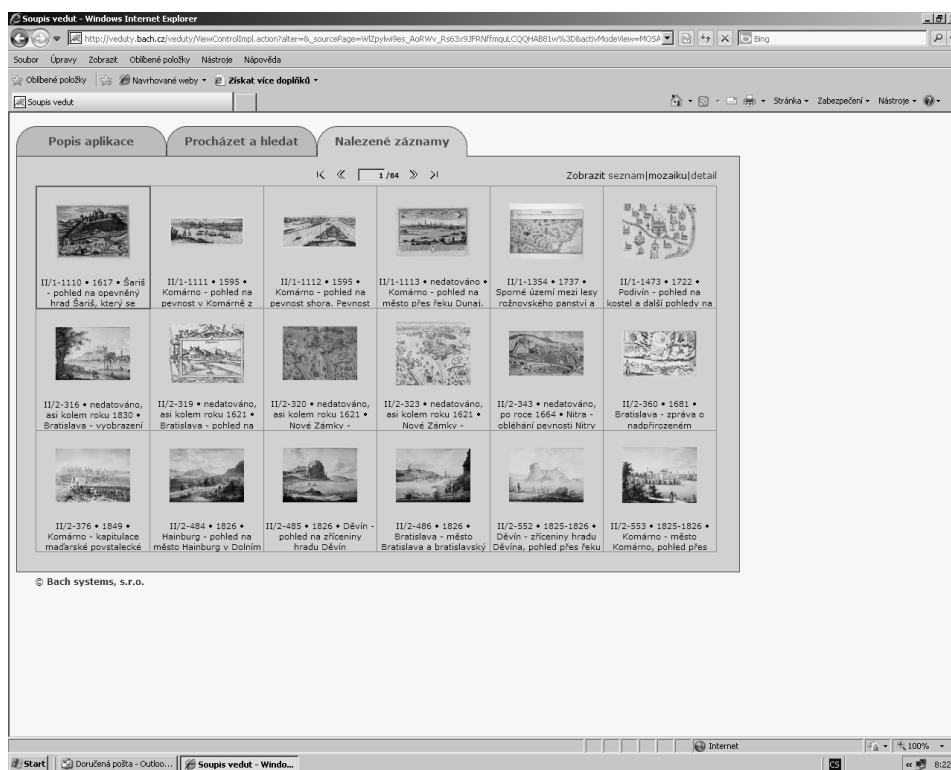 Soupis vedut - Windows Internet Explorer
http://veduty.bach.cz/veduty/ViewControlImpl.action?alter=&_sourcePage=
Bing
Soubor Úpravy Zobrazit Oblíbené položky Nástroje Nápověda
Oblíbené položky Navrhované weby Získat více doplňků
Soupis vedut Stránka Zabezpečení Nástroje
Popis aplikace Procházet a hledat Nalezené záznamy
1 /64 Zobrazit seznam|mozaiku|detail
II/1-1110 • 1617 • Šariš
- pohled na opevněný
hrad Šariš, který se
II/1-1111 • 1595 •
Komárno - pohled na
pevnost v Komárně z
II/1-1112 • 1595 •
Komárno - pohled na
pevnost shora. Pevnost
II/1-1113 • nedatováno •
Komárno - pohled na
město přes řeku Dunaj.
II/1-1354 • 1737 •
Sporné území mezi lesy
rožnovského panství a
II/1-1473 • 1722 •
Podivín - pohled na
kostel a další pohledy na
II/2-316 • nedatováno,
asi kolem roku 1830 •
Bratislava - vyobrazení
II/2-319 • nedatováno,
asi kolem roku 1621 •
Bratislava - pohled na
II/2-320 • nedatováno,
asi kolem roku 1621 •
Nové Zámky -
II/2-323 • nedatováno,
asi kolem roku 1621 •
Nové Zámky -
II/2-343 • nedatováno,
po roce 1664 • Nitra -
obléhání pevnosti Nitry
II/2-360 • 1681 •
Bratislava - zpráva o
nadpřirozeném
II/2-376 • 1849 •
Komárno - kapitulace
maďarské povstalecké
II/2-484 • 1826 •
Hainburg - pohled na
město Hainburg v Dolním
II/2-485 • 1826 • Děvín -
pohled na zříceniny
hradu Děvín
II/2-486 • 1826 •
Bratislava - město
Bratislava a bratislavský
II/2-552 • 1825-1826 •
Děvín - zříceniny hradu
Děvína, pohled přes řeku
II/2-553 • 1825-1826 •
Komárno - město
Komárno, pohled přes
© Bach systems, s.r.o.
Internet 100%
Start Doručená pošta - Outloo... Soupis vedut - Windo... CS 8:22